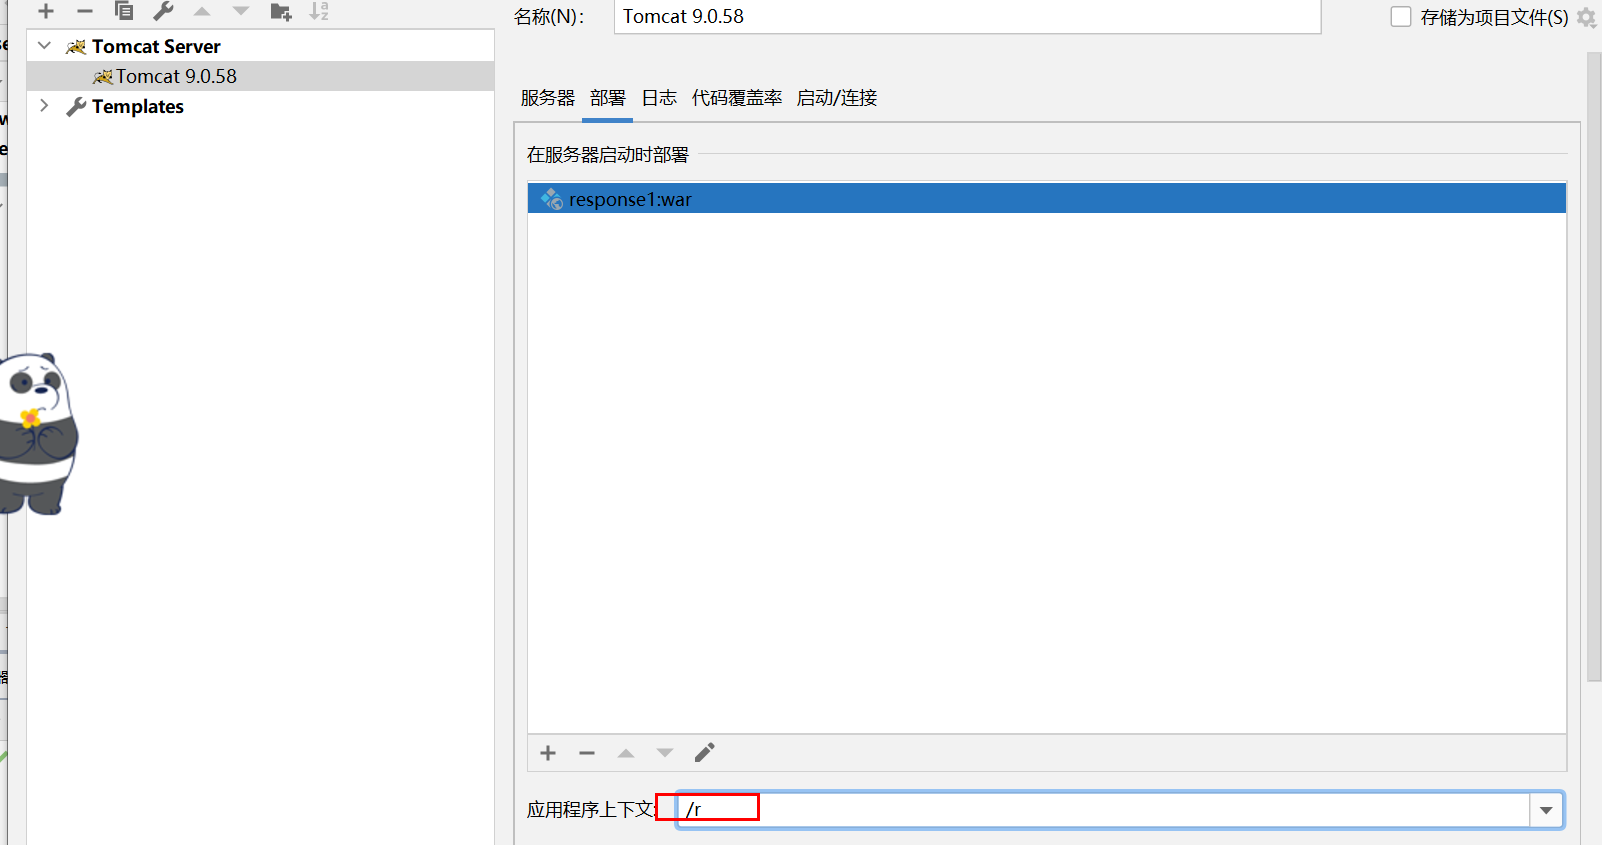 名称(N):
Tomcat 9.0.58
存储为项目文件(S)
Tomcat Server
Tomcat 9.0.58
Templates
服务器 部署 日志 代码覆盖率 启动/连接
在服务器启动时部署
response1:war
应用程序上下文:
/r